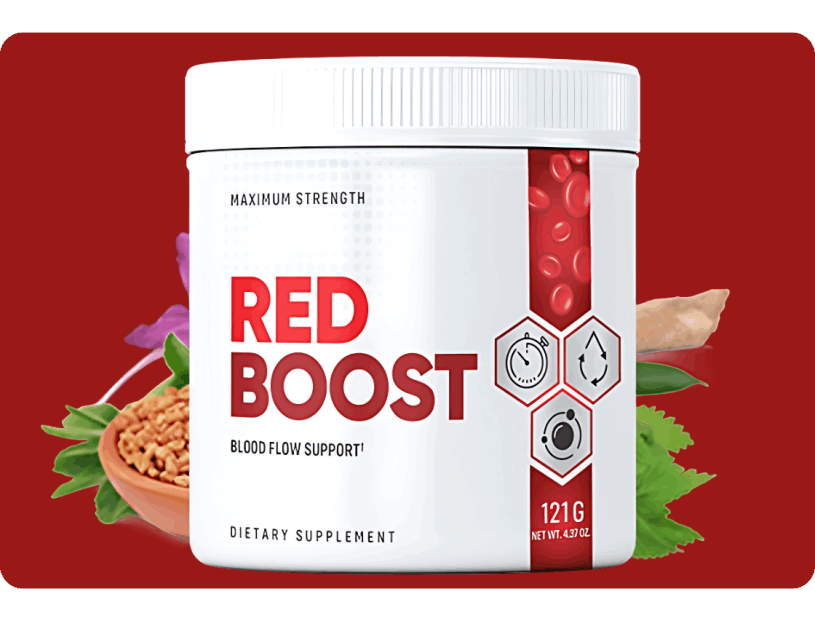 MAXIMUM STRENGTH
RED
BOOST
BLOOD FLOW SUPPORT†
DIETARY SUPPLEMENT
121 G
NET WT. 4.37 OZ.